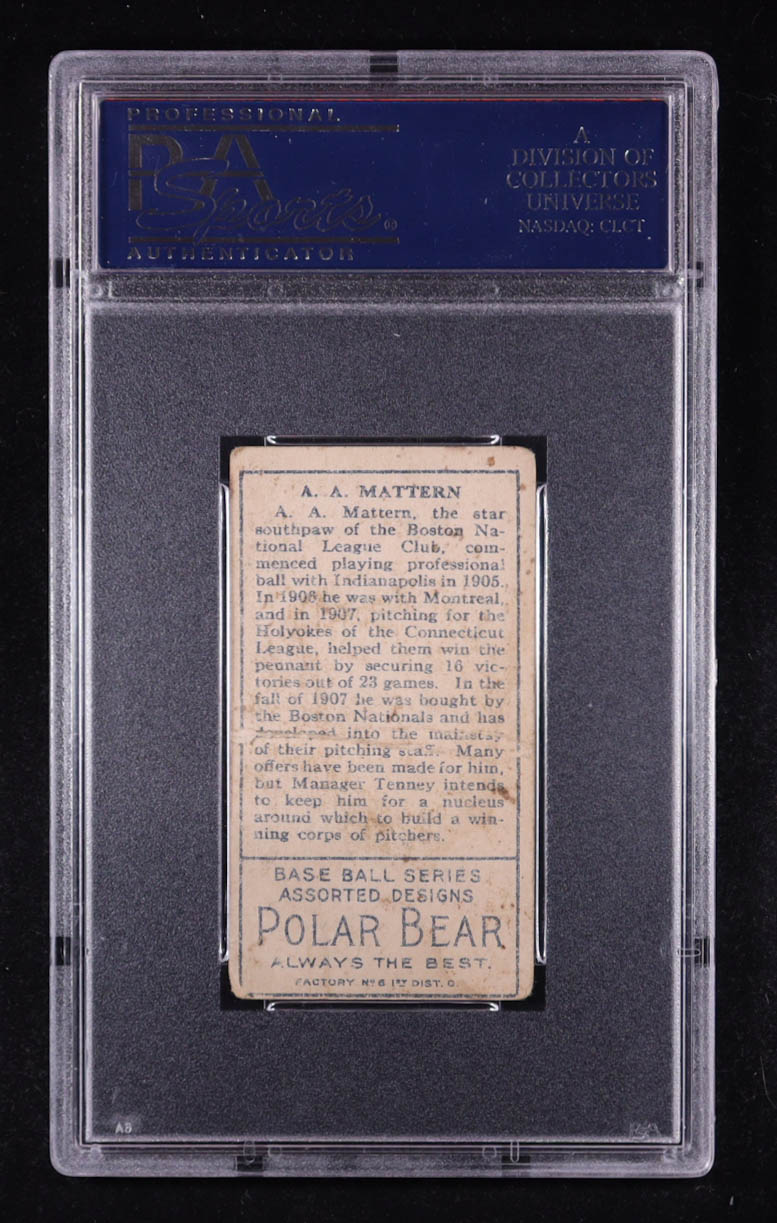 PROFESSIONAL
PSA
Sports®
AUTHENTICATOR
A
DIVISION OF
COLLECTORS
UNIVERSE
NASDAQ: CLCT
A. A. MATTERN
A. A. Mattern, the star
southpaw of the Boston Na-
tional League Club, com-
menced playing professional
ball with Indianapolis in 1905.
In 1906 he was with Montreal,
and in 1907, pitching for the
Holyokes of the Connecticut
League, helped them win the
pennant by securing 16 vic-
tories out of 23 games. In the
fall of 1907 he was bought by
the Boston Nationals and has
developed into the mainstay
of their pitching staff. Many
offers have been made for him,
but Manager Tenney intends
to keep him for a nucleus
around which to build a win-
ning corps of pitchers.
BASE BALL SERIES
ASSORTED DESIGNS
POLAR BEAR
ALWAYS THE BEST.
FACTORY Nº 6 1ST DIST. O.
A5
PSA